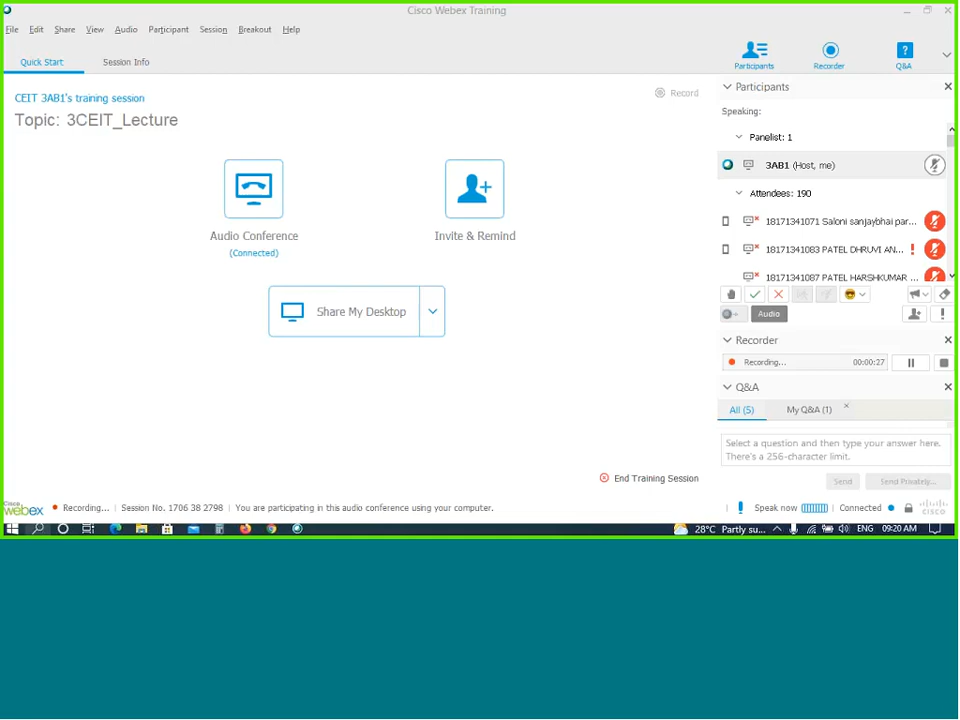 Cisco Webex Training
File Edit Share View Audio Participant Session Breakout Help
Quick Start Session Info
Participants Recorder Q&A
CEIT 3AB1's training session
Topic: 3CEIT_Lecture
Record
Audio Conference
(Connected)
Invite & Remind
Share My Desktop
End Training Session
Participants
Speaking:
Panelist: 1
3AB1 (Host, me)
Attendees: 190
18171341071 Saloni sanjaybhai par...
18171341083 PATEL DHRUVI AN...
18171341087 PATEL HARSHKUMAR ...
Audio
Recorder
Recording... 00:00:27
Q&A
All (5) My Q&A (1)
Select a question and then type your answer here.
There's a 256-character limit.
Send Send Privately...
Cisco webex Recording... Session No. 1706 38 2798 You are participating in this audio conference using your computer. Speak now Connected cisco
28°C Partly su... ENG 09:20 AM